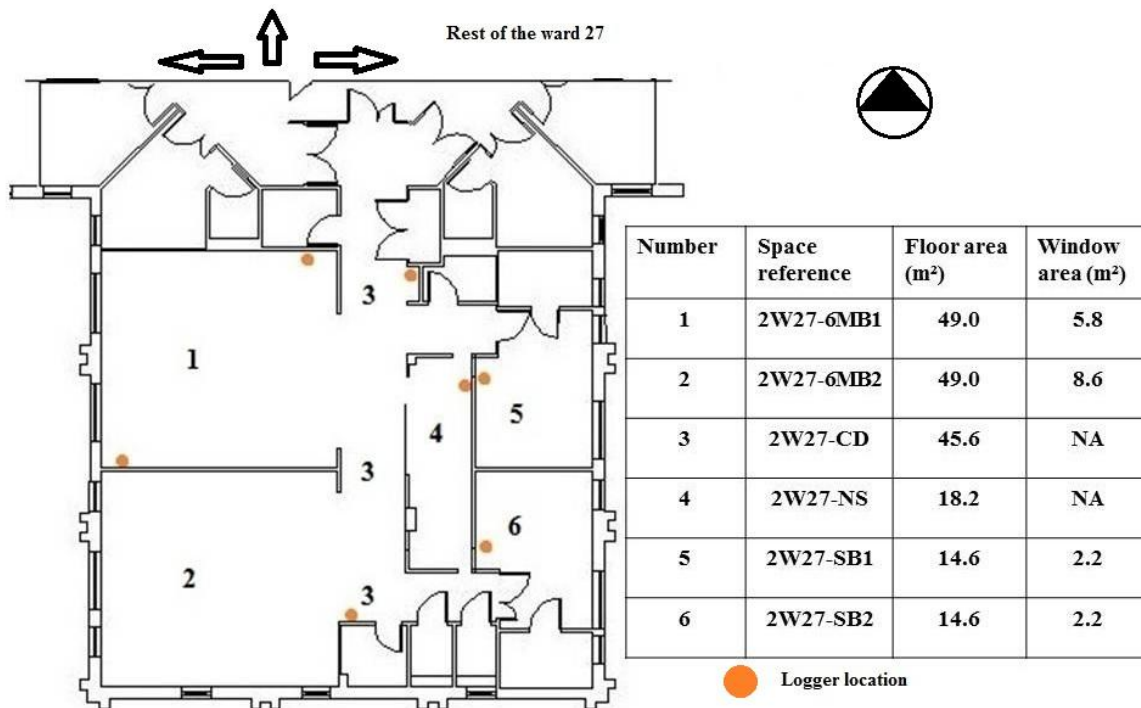 Rest of the ward 27
Number Space reference Floor area (m²) Window area (m²)
1 2W27-6MB1 49.0 5.8
2 2W27-6MB2 49.0 8.6
3 2W27-CD 45.6 NA
4 2W27-NS 18.2 NA
5 2W27-SB1 14.6 2.2
6 2W27-SB2 14.6 2.2
Logger location
3
1
4
5
3
6
2
3